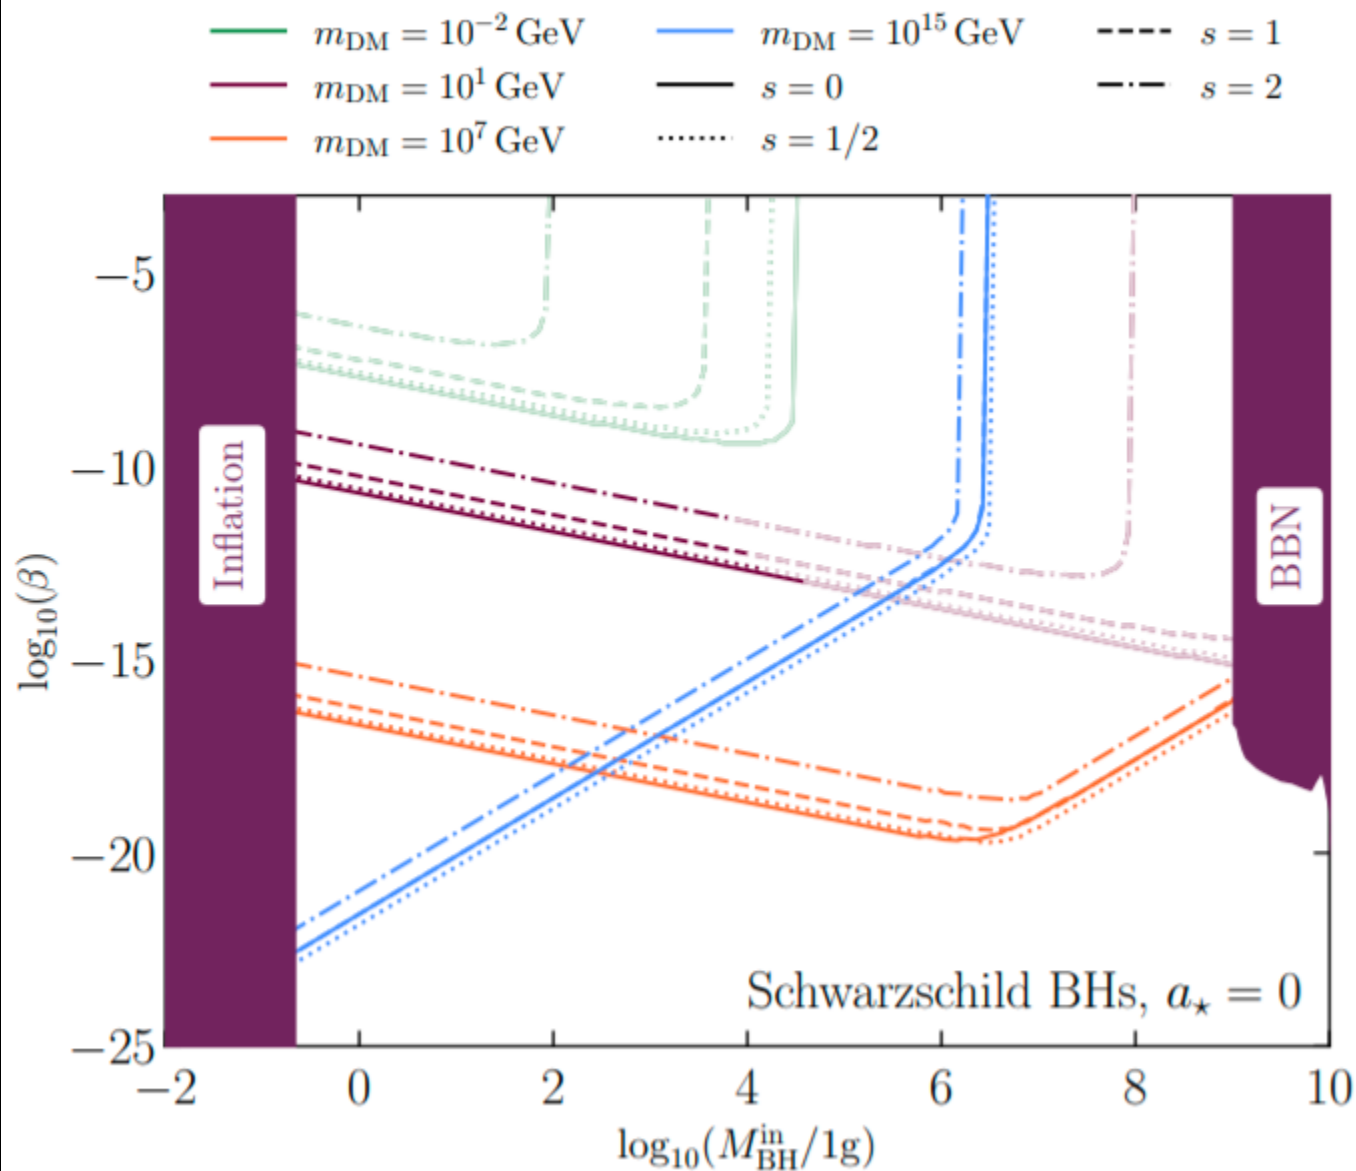 m_DM = 10^−2 GeV
m_DM = 10^15 GeV
s = 1
m_DM = 10^1 GeV
s = 0
s = 2
m_DM = 10^7 GeV
s = 1/2
−5
−10
−15
−20
−25
log₁₀(β)
Inflation
BBN
Schwarzschild BHs, a⋆ = 0
−2 0 2 4 6 8 10
log₁₀(M_BH^in/1g)